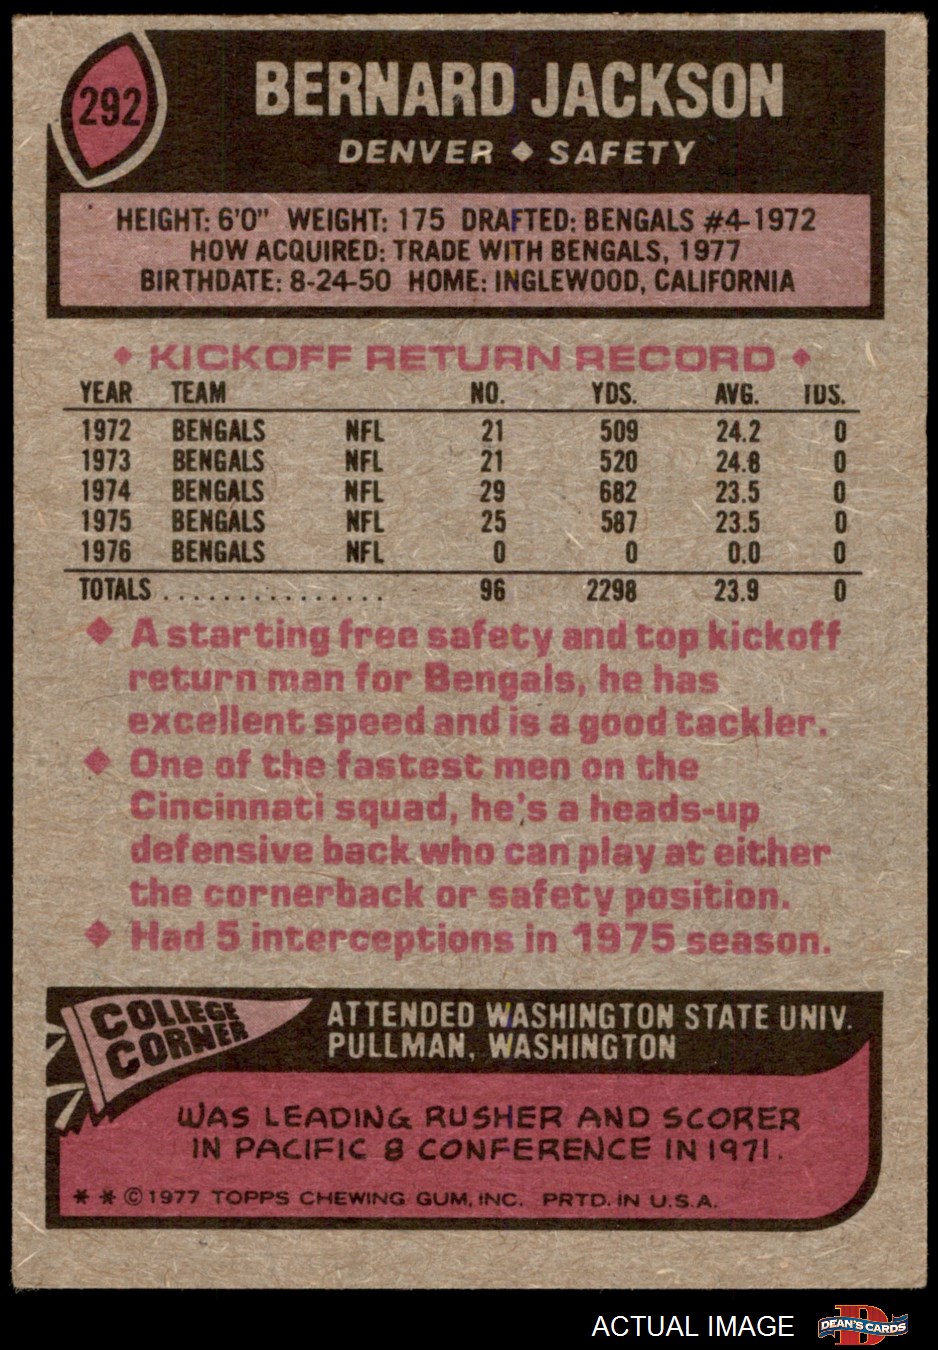 292
BERNARD JACKSON
DENVER ◆ SAFETY
HEIGHT: 6'0" WEIGHT: 175 DRAFTED: BENGALS #4-1972
HOW ACQUIRED: TRADE WITH BENGALS, 1977
BIRTHDATE: 8-24-50 HOME: INGLEWOOD, CALIFORNIA
◆ KICKOFF RETURN RECORD ◆
YEAR TEAM NO. YDS. AVG. TDS.
1972 BENGALS NFL 21 509 24.2 0
1973 BENGALS NFL 21 520 24.8 0
1974 BENGALS NFL 29 682 23.5 0
1975 BENGALS NFL 25 587 23.5 0
1976 BENGALS NFL 0 0 0.0 0
TOTALS ............... 96 2298 23.9 0
◆ A starting free safety and top kickoff
return man for Bengals, he has
excellent speed and is a good tackler.
◆ One of the fastest men on the
Cincinnati squad, he's a heads-up
defensive back who can play at either
the cornerback or safety position.
◆ Had 5 interceptions in 1975 season.
COLLEGE
CORNER
ATTENDED WASHINGTON STATE UNIV.
PULLMAN, WASHINGTON
WAS LEADING RUSHER AND SCORER
IN PACIFIC 8 CONFERENCE IN 1971.
* * © 1977 TOPPS CHEWING GUM, INC. PRTD. IN U.S.A.
ACTUAL IMAGE
DEAN'S CARDS